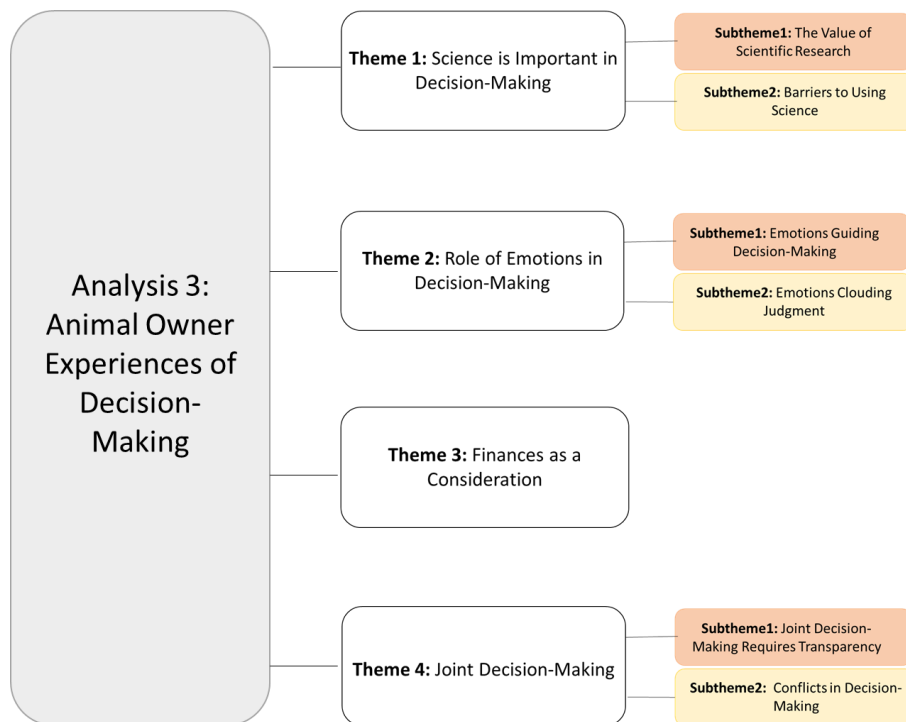 Analysis 3:
Animal Owner
Experiences of
Decision-
Making
Theme 1: Science is Important in
Decision-Making
Subtheme1: The Value of
Scientific Research
Subtheme2: Barriers to Using
Science
Theme 2: Role of Emotions in
Decision-Making
Subtheme1: Emotions Guiding
Decision-Making
Subtheme2: Emotions Clouding
Judgment
Theme 3: Finances as a
Consideration
Theme 4: Joint Decision-Making
Subtheme1: Joint Decision-
Making Requires Transparency
Subtheme2: Conflicts in Decision-
Making